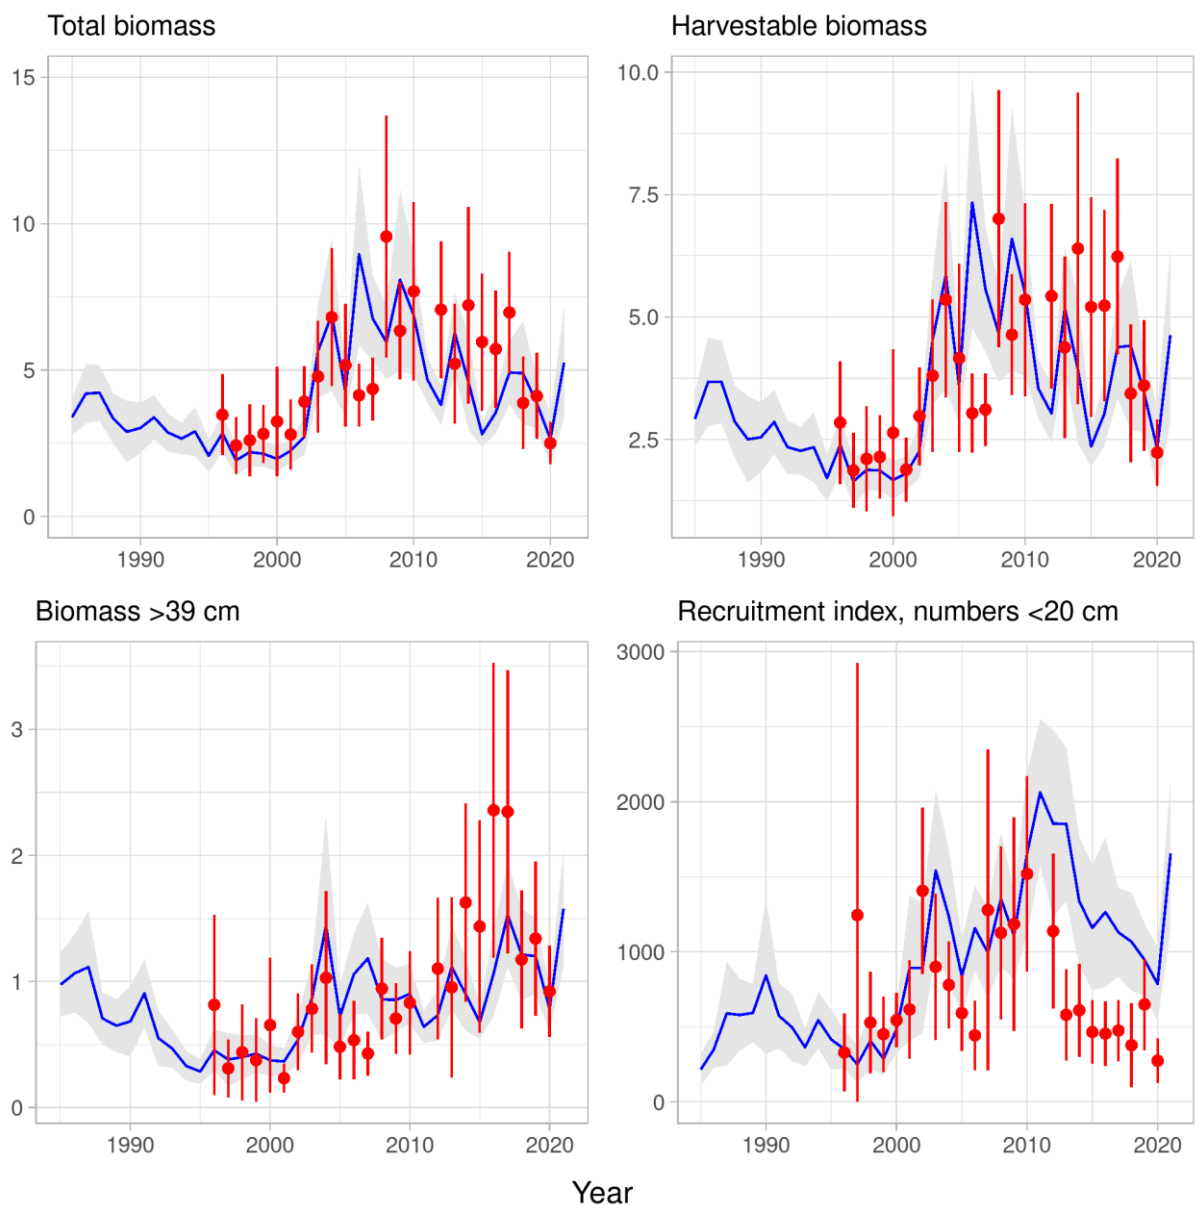 Total biomass
15
10
5
0
1990 2000 2010 2020
Harvestable biomass
10.0
7.5
5.0
2.5
1990 2000 2010 2020
Biomass >39 cm
3
2
1
0
1990 2000 2010 2020
Recruitment index, numbers <20 cm
3000
2000
1000
0
1990 2000 2010 2020
Year